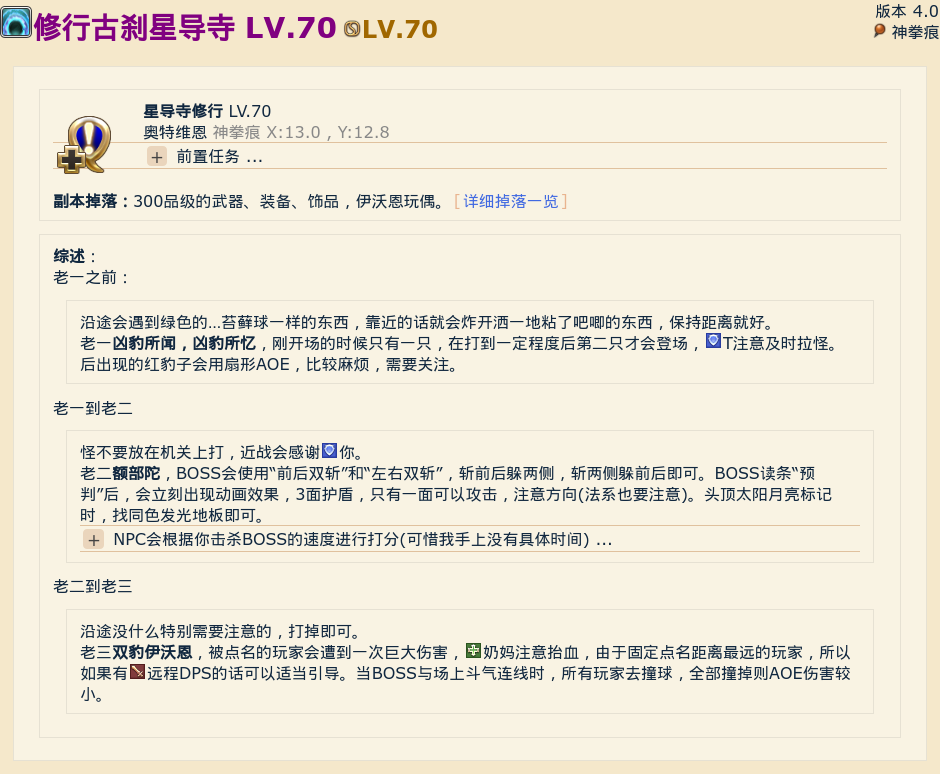 修行古刹星导寺 LV.70 LV.70
版本 4.0
神拳痕
星导寺修行 LV.70
奥特维恩 神拳痕 X:13.0 , Y:12.8
+ 前置任务 ...
副本掉落：300品级的武器、装备、饰品，伊沃恩玩偶。 [ 详细掉落一览 ]
综述：
老一之前：
沿途会遇到绿色的...苔藓球一样的东西，靠近的话就会炸开洒一地粘了吧唧的东西，保持距离就好。
老一凶豹所闻，凶豹所忆，刚开场的时候只有一只，在打到一定程度后第二只才会登场，T注意及时拉怪。
后出现的红豹子会用扇形AOE，比较麻烦，需要关注。
老一到老二
怪不要放在机关上打，近战会感谢你。
老二额部陀，BOSS会使用“前后双斩”和“左右双斩”，斩前后躲两侧，斩两侧躲前后即可。BOSS读条“预
判”后，会立刻出现动画效果，3面护盾，只有一面可以攻击，注意方向(法系也要注意)。头顶太阳月亮标记
时，找同色发光地板即可。
+ NPC会根据你击杀BOSS的速度进行打分(可惜我手上没有具体时间) ...
老二到老三
沿途没什么特别需要注意的，打掉即可。
老三双豹伊沃恩，被点名的玩家会遭到一次巨大伤害，奶妈注意抬血，由于固定点名距离最远的玩家，所以
如果有远程DPS的话可以适当引导。当BOSS与场上斗气连线时，所有玩家去撞球，全部撞掉则AOE伤害较
小。